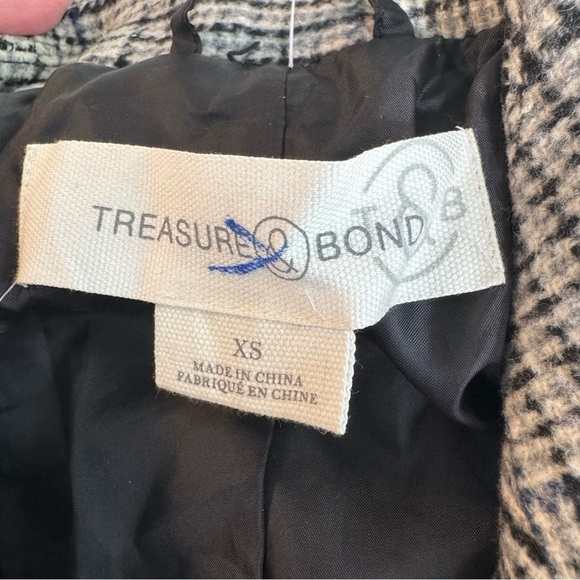 TREASURE & BOND
T & B
XS
MADE IN CHINA
FABRIQUÉ EN CHINE